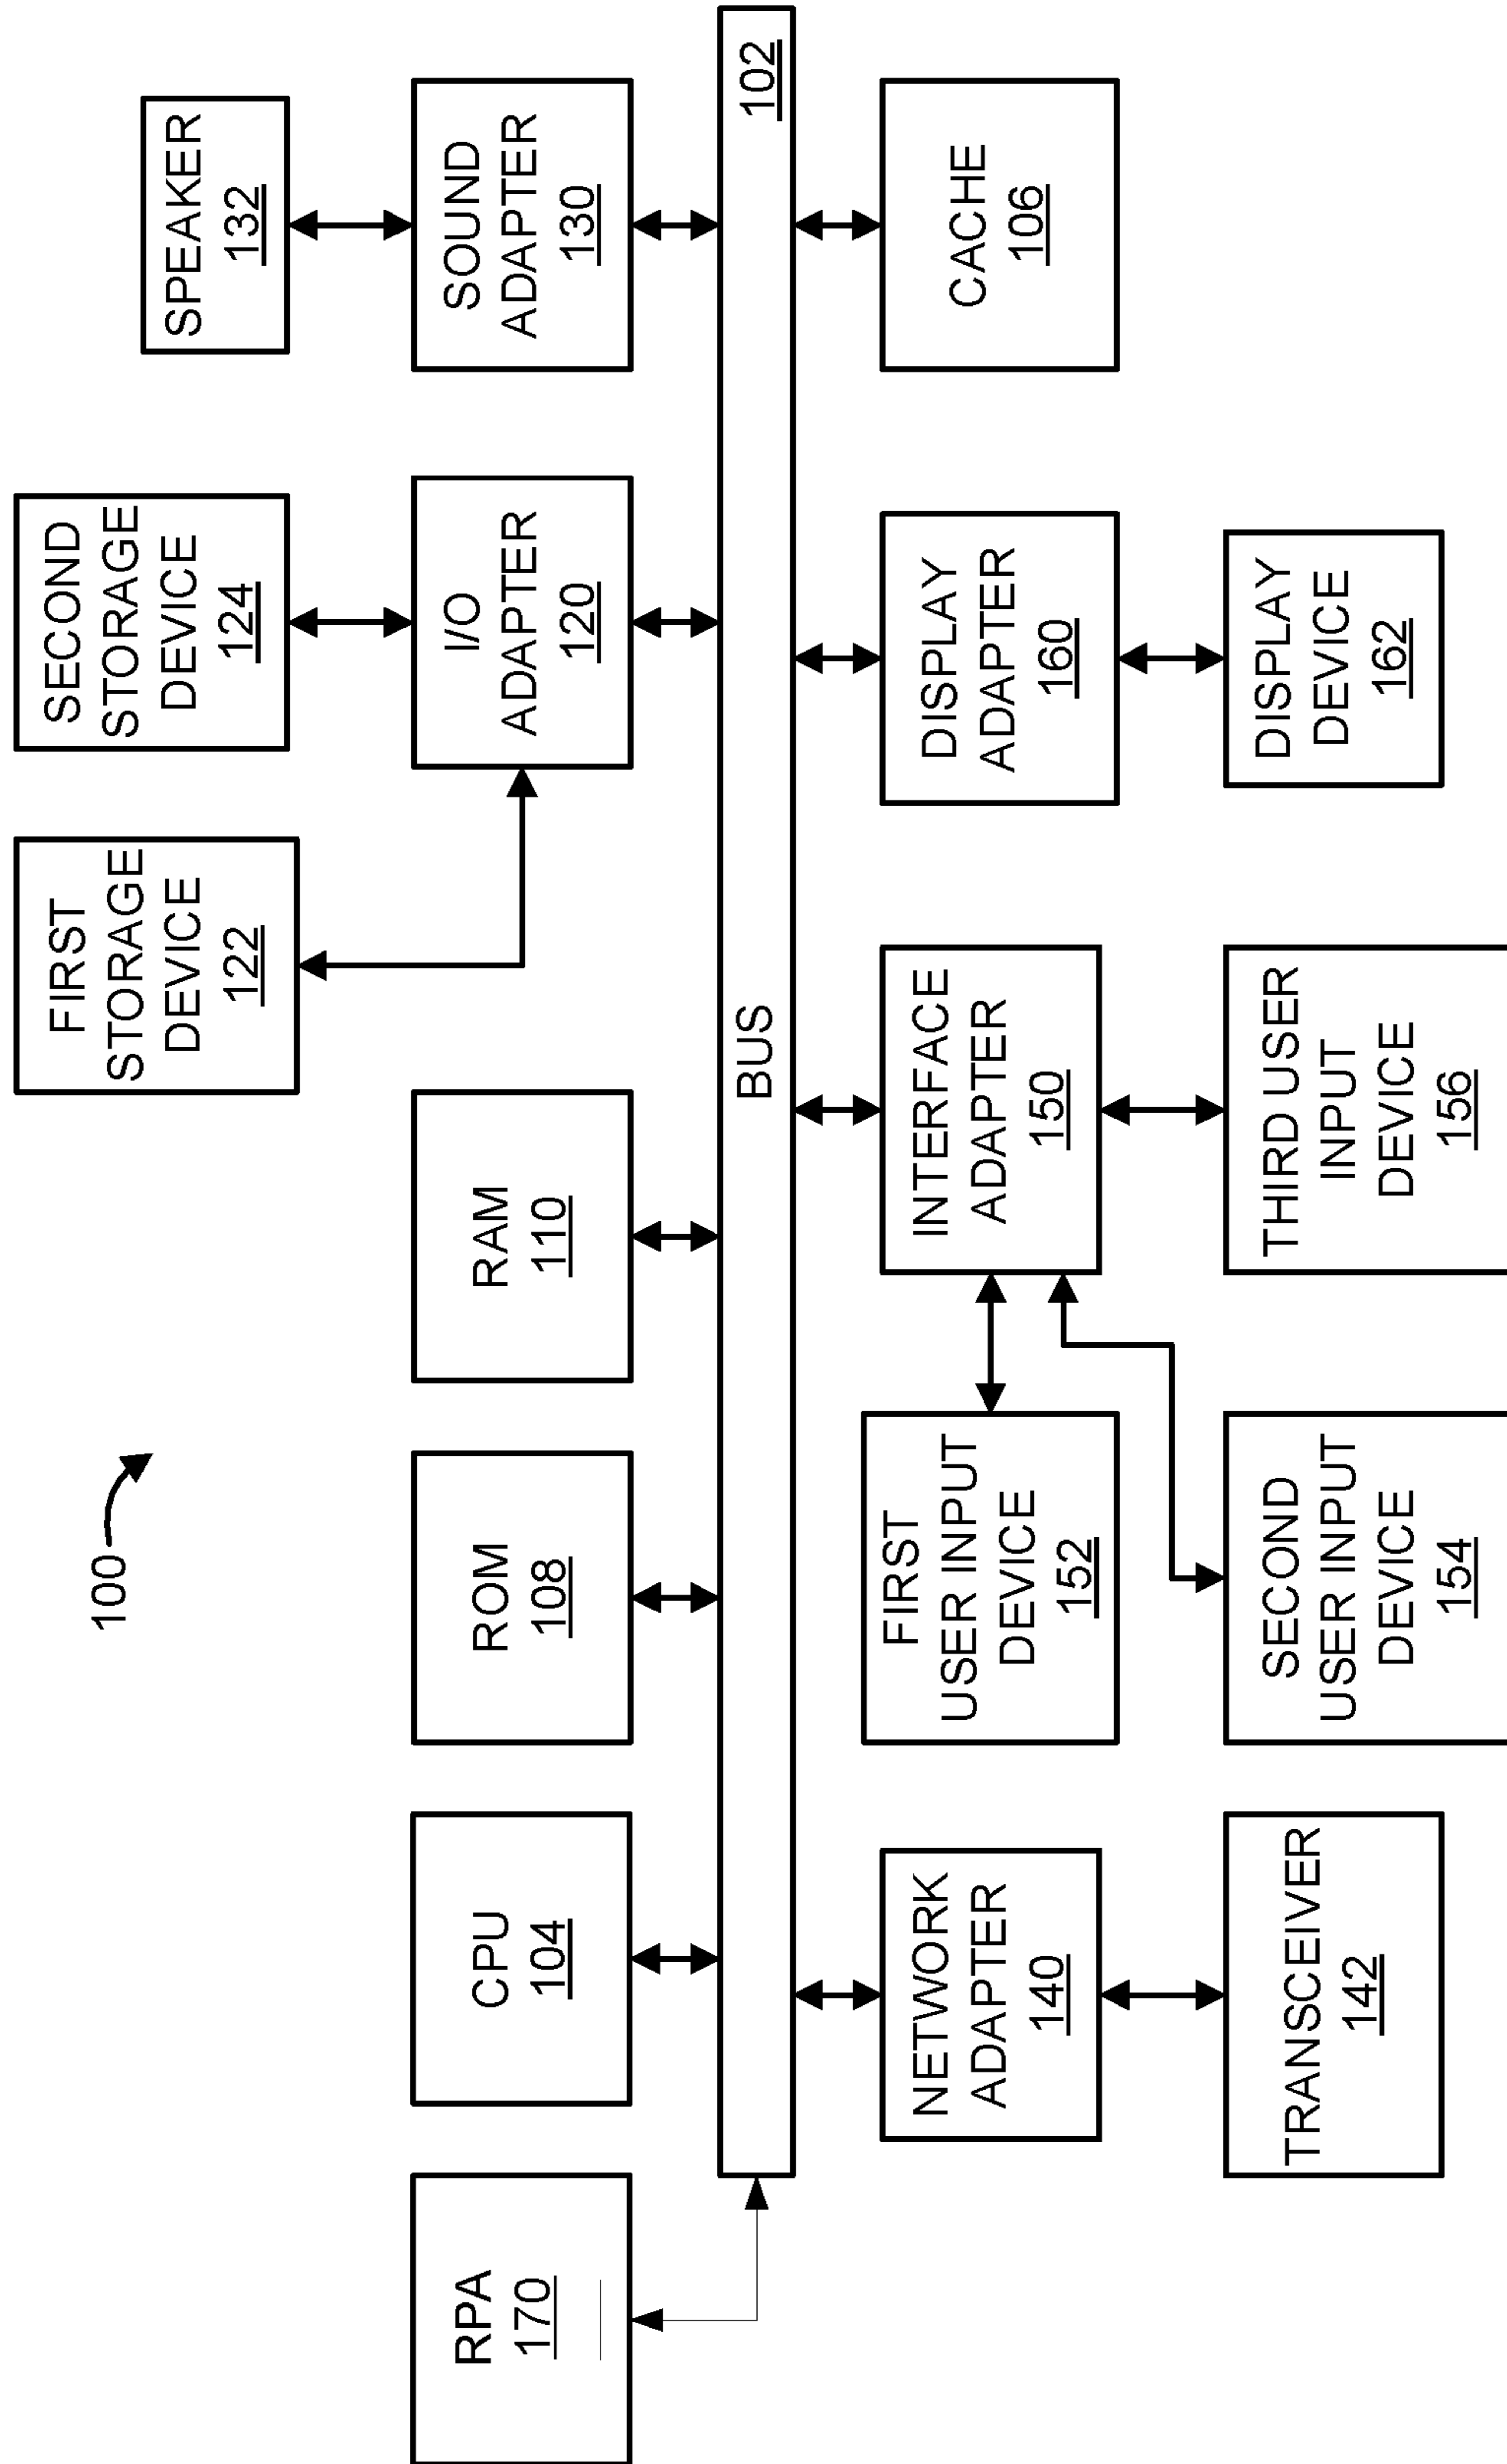 100
SPEAKER
132
SECOND
STORAGE
DEVICE
124
FIRST
STORAGE
DEVICE
122
RPA
170
CPU
104
ROM
108
RAM
110
I/O
ADAPTER
120
SOUND
ADAPTER
130
BUS
102
NETWORK
ADAPTER
140
FIRST
USER INPUT
DEVICE
152
INTERFACE
ADAPTER
150
DISPLAY
ADAPTER
160
CACHE
106
TRANSCEIVER
142
SECOND
USER INPUT
DEVICE
154
THIRD USER
INPUT
DEVICE
156
DISPLAY
DEVICE
162